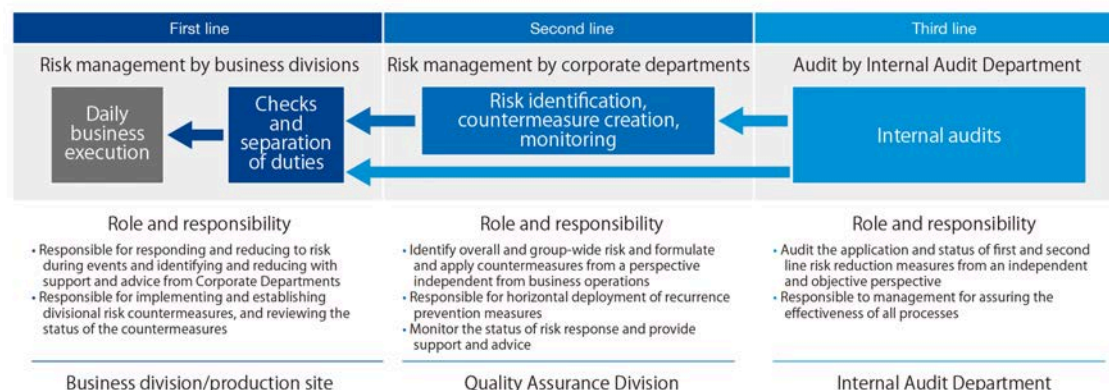 First line
Second line
Third line
Risk management by business divisions
Risk management by corporate departments
Audit by Internal Audit Department
Daily
business
execution
Checks
and
separation
of duties
Risk identification,
countermeasure creation,
monitoring
Internal audits
Role and responsibility
• Responsible for responding and reducing to risk
during events and identifying and reducing with
support and advice from Corporate Departments
• Responsible for implementing and establishing
divisional risk countermeasures, and reviewing the
status of the countermeasures
Role and responsibility
• Identify overall and group-wide risk and formulate
and apply countermeasures from a perspective
independent from business operations
• Responsible for horizontal deployment of recurrence
prevention measures
• Monitor the status of risk response and provide
support and advice
Role and responsibility
• Audit the application and status of first and second
line risk reduction measures from an independent
and objective perspective
• Responsible to management for assuring the
effectiveness of all processes
Business division/production site
Quality Assurance Division
Internal Audit Department